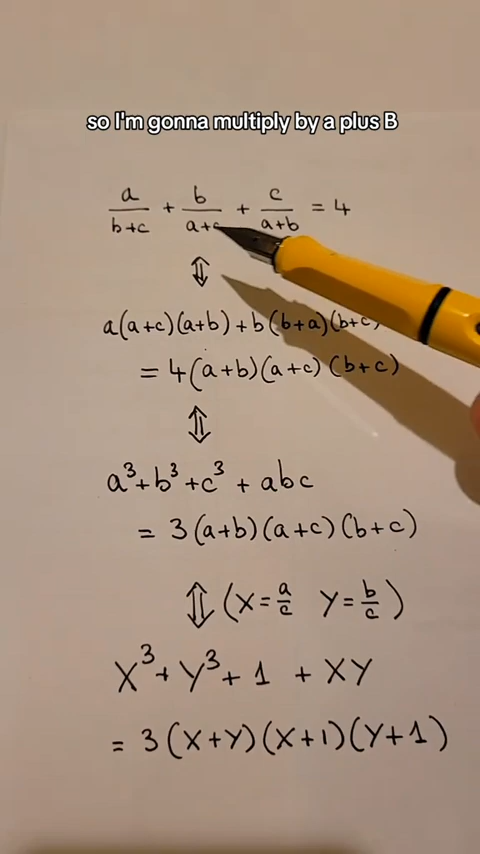 so I'm gonna multiply by a plus B
a/(b+c) + b/(a+c) + c/(a+b) = 4
⇕
a(a+c)(a+b) + b(b+a)(b+c)
= 4(a+b)(a+c)(b+c)
⇕
a³+b³+c³ + abc
= 3(a+b)(a+c)(b+c)
⇕ (X = a/c Y = b/c)
X³ + Y³ + 1 + XY
= 3(X+Y)(X+1)(Y+1)